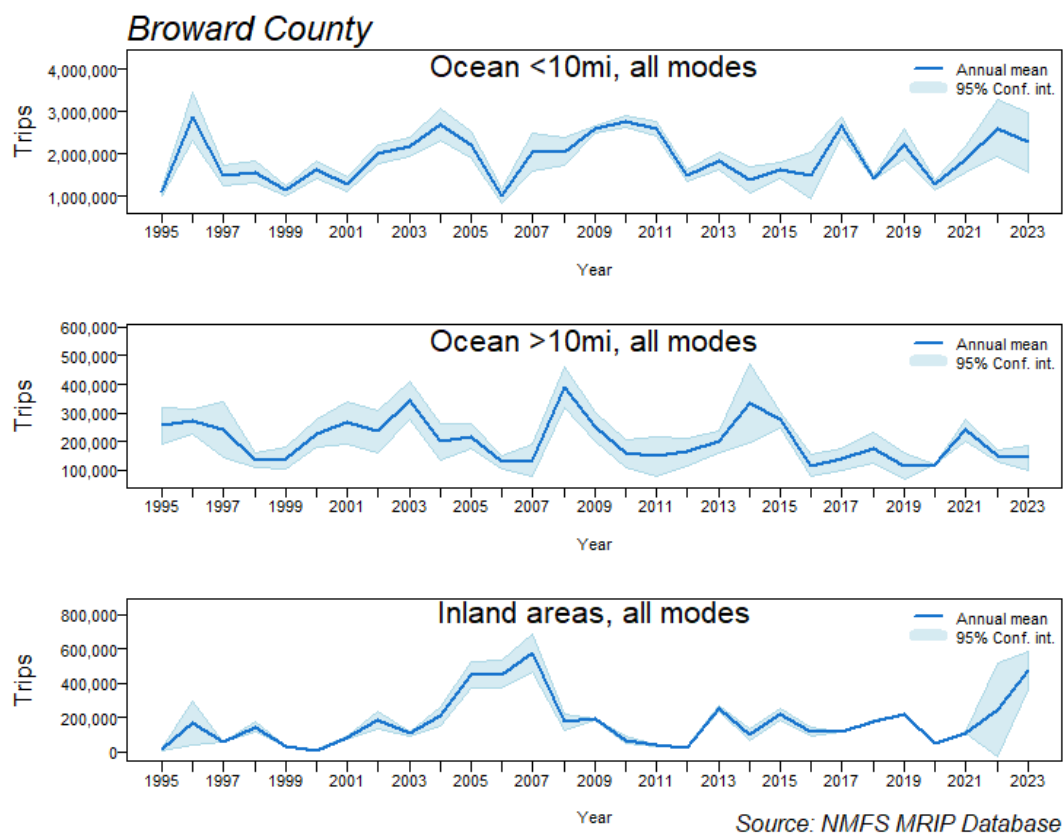 Broward County
Ocean <10mi, all modes
Annual mean
95% Conf. int.
Trips
4,000,000
3,000,000
2,000,000
1,000,000
1995 1997 1999 2001 2003 2005 2007 2009 2011 2013 2015 2017 2019 2021 2023
Year
Ocean >10mi, all modes
Annual mean
95% Conf. int.
Trips
600,000
500,000
400,000
300,000
200,000
100,000
1995 1997 1999 2001 2003 2005 2007 2009 2011 2013 2015 2017 2019 2021 2023
Year
Inland areas, all modes
Annual mean
95% Conf. int.
Trips
800,000
600,000
400,000
200,000
0
1995 1997 1999 2001 2003 2005 2007 2009 2011 2013 2015 2017 2019 2021 2023
Year
Source: NMFS MRIP Database